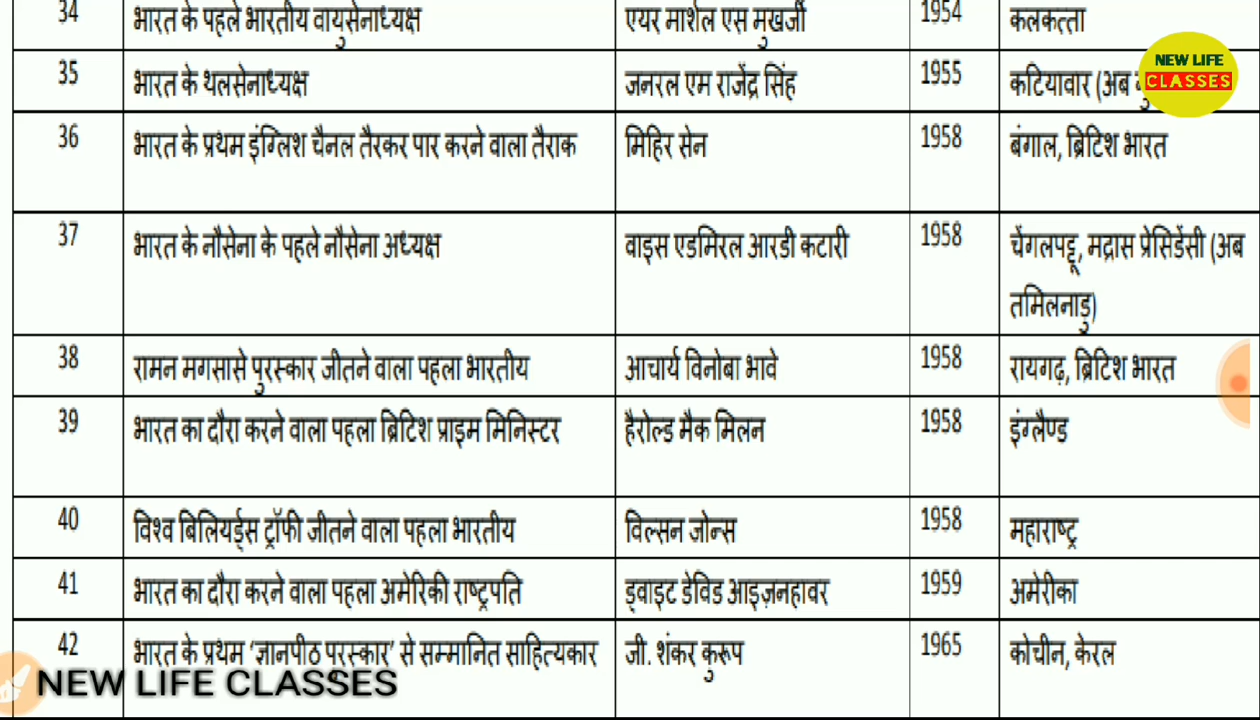 34 भारत के पहले भारतीय वायुसेनाध्यक्ष एयर मार्शल एस मुखर्जी 1954 कलकत्ता
NEW LIFE
CLASSES
35 भारत के थलसेनाध्यक्ष जनरल एम राजेंद्र सिंह 1955 कटियावार (अब
36 भारत के प्रथम इंग्लिश चैनल तैरकर पार करने वाला तैराक मिहिर सेन 1958 बंगाल, ब्रिटिश भारत
37 भारत के नौसेना के पहले नौसेना अध्यक्ष वाइस एडमिरल आरडी कटारी 1958 चेंगलपट्टू, मद्रास प्रेसिडेंसी (अब
तमिलनाडु)
38 रामन मगसासे पुरस्कार जीतने वाला पहला भारतीय आचार्य विनोबा भावे 1958 रायगढ़, ब्रिटिश भारत
39 भारत का दौरा करने वाला पहला ब्रिटिश प्राइम मिनिस्टर हैरोल्ड मैक मिलन 1958 इंग्लैण्ड
40 विश्व बिलियर्ड्स ट्रॉफी जीतने वाला पहला भारतीय विल्सन जोन्स 1958 महाराष्ट्र
41 भारत का दौरा करने वाला पहला अमेरिकी राष्ट्रपति ड्वाइट डेविड आइज़नहावर 1959 अमेरीका
42 भारत के प्रथम ‘ज्ञानपीठ पुरस्कार’ से सम्मानित साहित्यकार जी. शंकर कुरूप 1965 कोचीन, केरल
NEW LIFE CLASSES